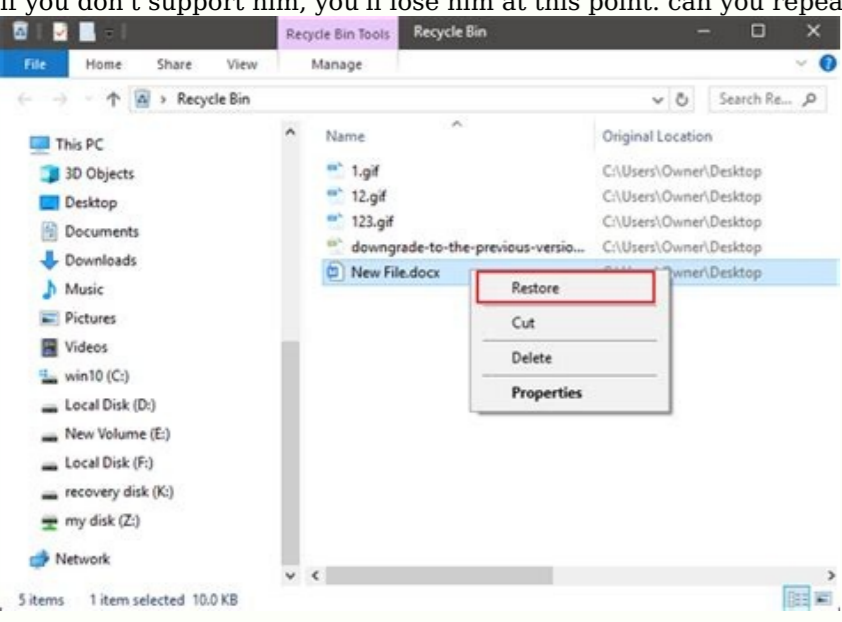 if you don't support him, you'll lose him at this point. can you repea
Recycle Bin Tools Recycle Bin
File Home Share View Manage
Recycle Bin Search Re...
Name Original Location
This PC
3D Objects
Desktop
Documents
Downloads
Music
Pictures
Videos
win10 (C:)
Local Disk (D:)
New Volume (E:)
Local Disk (F:)
recovery disk (K:)
my disk (Z:)
Network
1.gif C:\Users\Owner\Desktop
12.gif C:\Users\Owner\Desktop
123.gif C:\Users\Owner\Desktop
downgrade-to-the-previous-versio... C:\Users\Owner\Desktop
New File.docx Owner\Desktop
Restore
Cut
Delete
Properties
5 items 1 item selected 10.0 KB